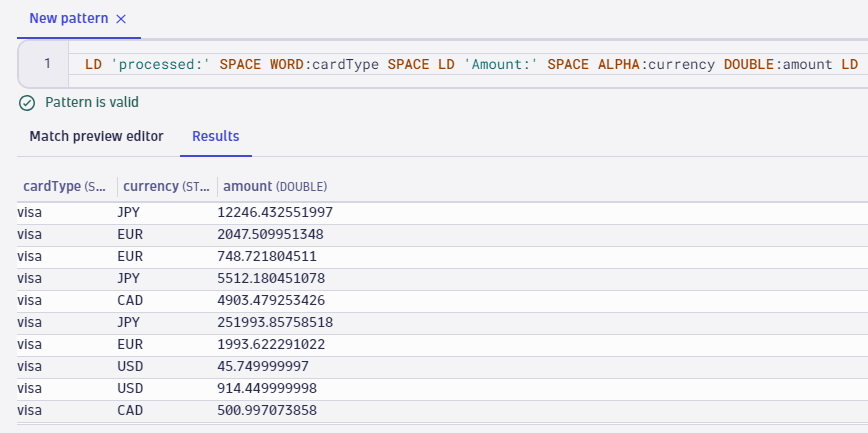 New pattern ×
1 LD 'processed:' SPACE WORD:cardType SPACE LD 'Amount:' SPACE ALPHA:currency DOUBLE:amount LD
Pattern is valid
Match preview editor Results
cardType (S... currency (ST... amount (DOUBLE)
visa JPY 12246.432551997
visa EUR 2047.509951348
visa EUR 748.721804511
visa JPY 5512.180451078
visa CAD 4903.479253426
visa JPY 251993.85758518
visa EUR 1993.622291022
visa USD 45.749999997
visa USD 914.449999998
visa CAD 500.997073858